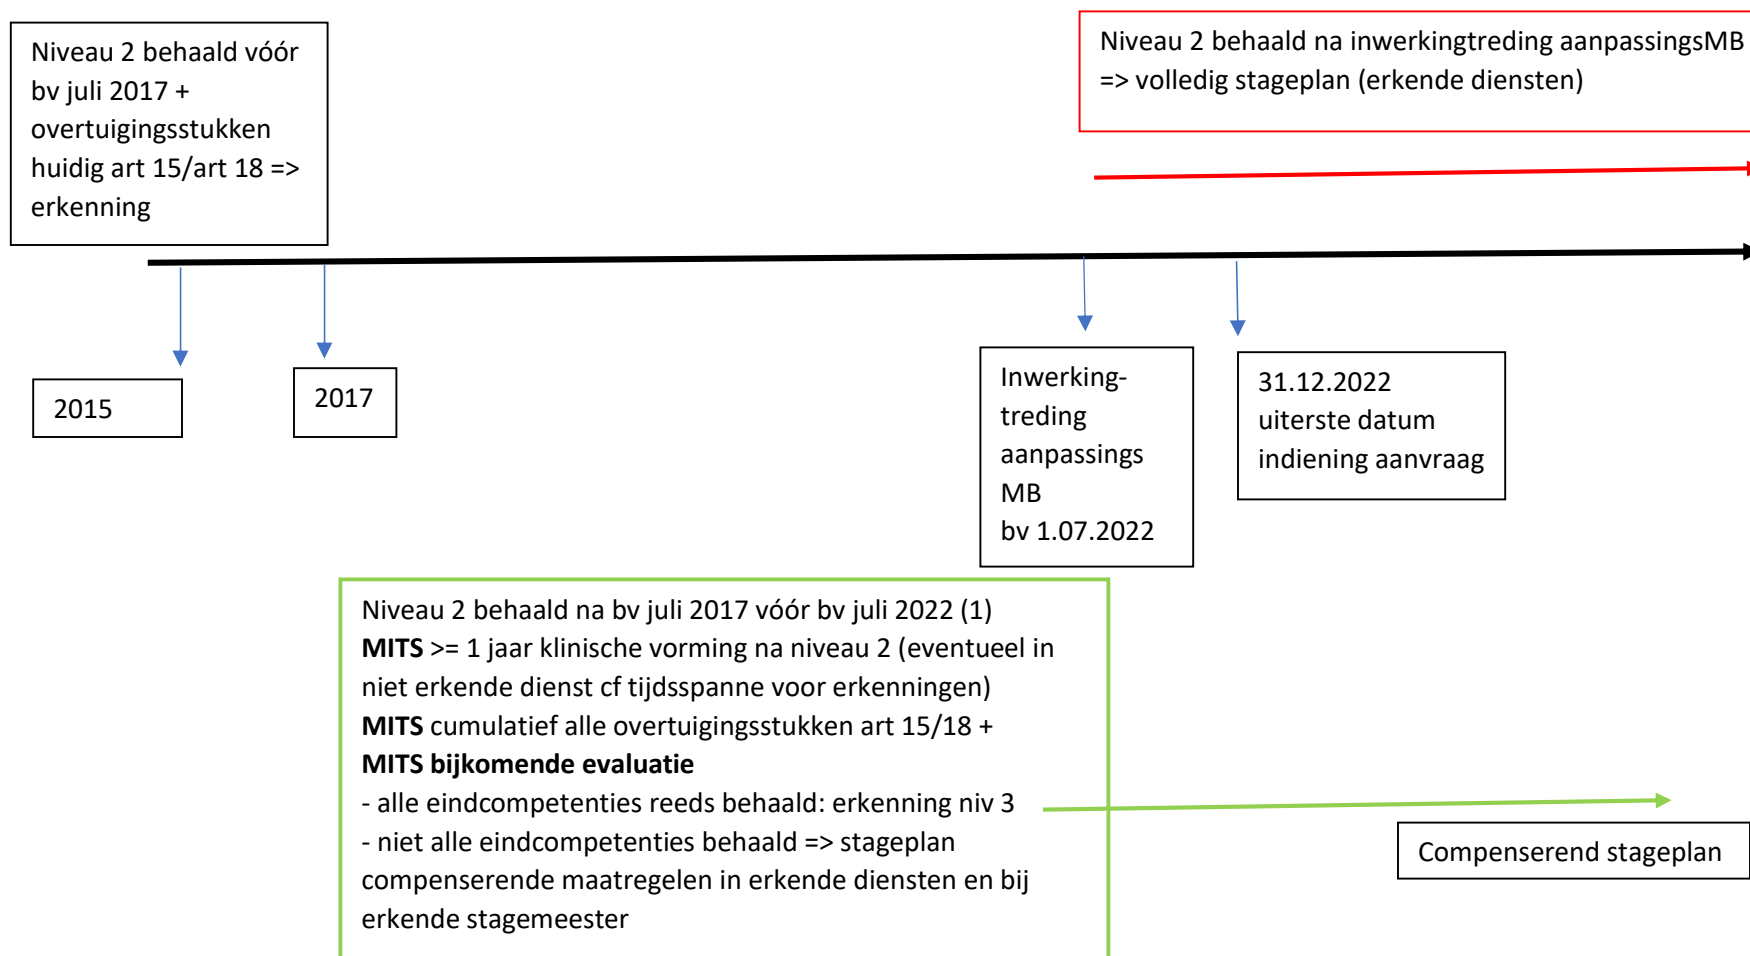 Niveau 2 behaald vóór
bv juli 2017 +
overtuigingsstukken
huidig art 15/art 18 =>
erkenning
Niveau 2 behaald na inwerkingtreding aanpassingsMB
=> volledig stageplan (erkende diensten)
2015
2017
Inwerking-
treding
aanpassings
MB
bv 1.07.2022
31.12.2022
uiterste datum
indiening aanvraag
Niveau 2 behaald na bv juli 2017 vóór bv juli 2022 (1)
MITS >= 1 jaar klinische vorming na niveau 2 (eventueel in
niet erkende dienst cf tijdsspanne voor erkenningen)
MITS cumulatief alle overtuigingsstukken art 15/18 +
MITS bijkomende evaluatie
- alle eindcompetenties reeds behaald: erkenning niv 3
- niet alle eindcompetenties behaald => stageplan
compenserende maatregelen in erkende diensten en bij
erkende stagemeester
Compenserend stageplan